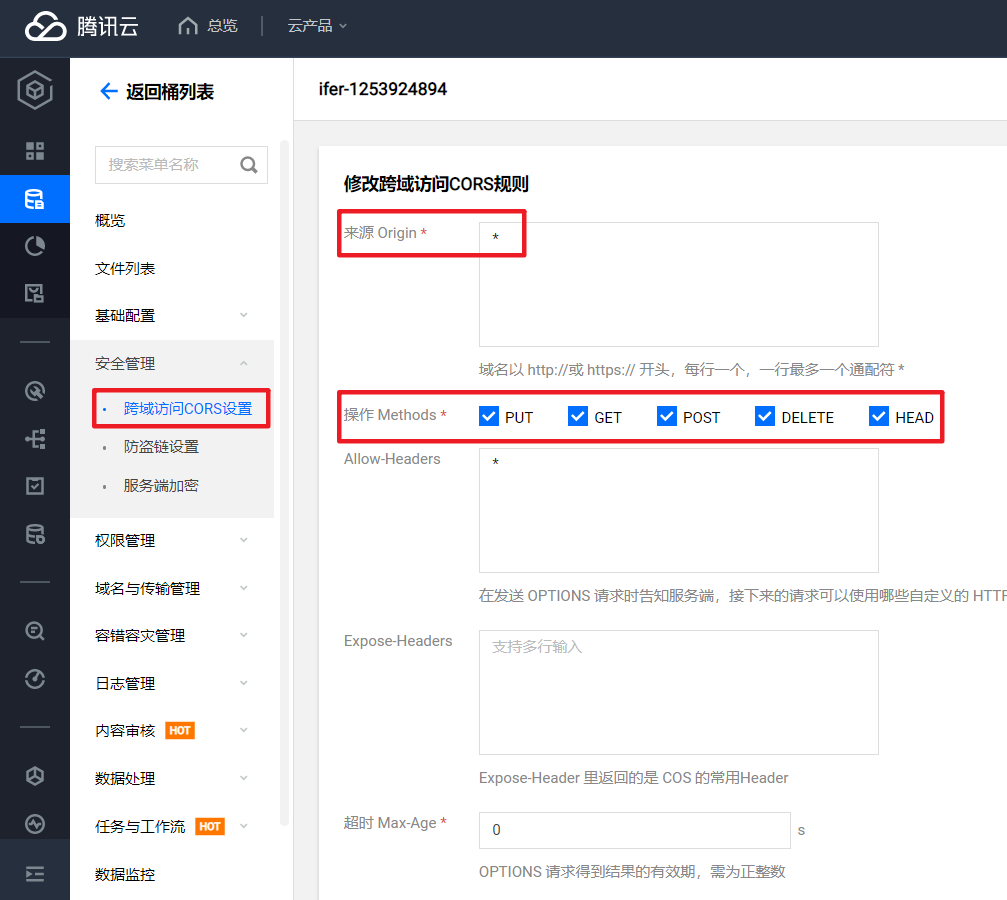 腾讯云 总览 云产品
返回桶列表
ifer-1253924894
搜索菜单名称
概览
文件列表
基础配置
安全管理
跨域访问CORS设置
防盗链设置
服务端加密
权限管理
域名与传输管理
容错容灾管理
日志管理
内容审核 HOT
数据处理
任务与工作流 HOT
数据监控
修改跨域访问CORS规则
来源 Origin * *
域名以 http://或 https:// 开头，每行一个，一行最多一个通配符 *
操作 Methods * PUT GET POST DELETE HEAD
Allow-Headers *
在发送 OPTIONS 请求时告知服务端，接下来的请求可以使用哪些自定义的 HTTP
Expose-Headers 支持多行输入
Expose-Header 里返回的是 COS 的常用Header
超时 Max-Age * 0 s
OPTIONS 请求得到结果的有效期，需为正整数